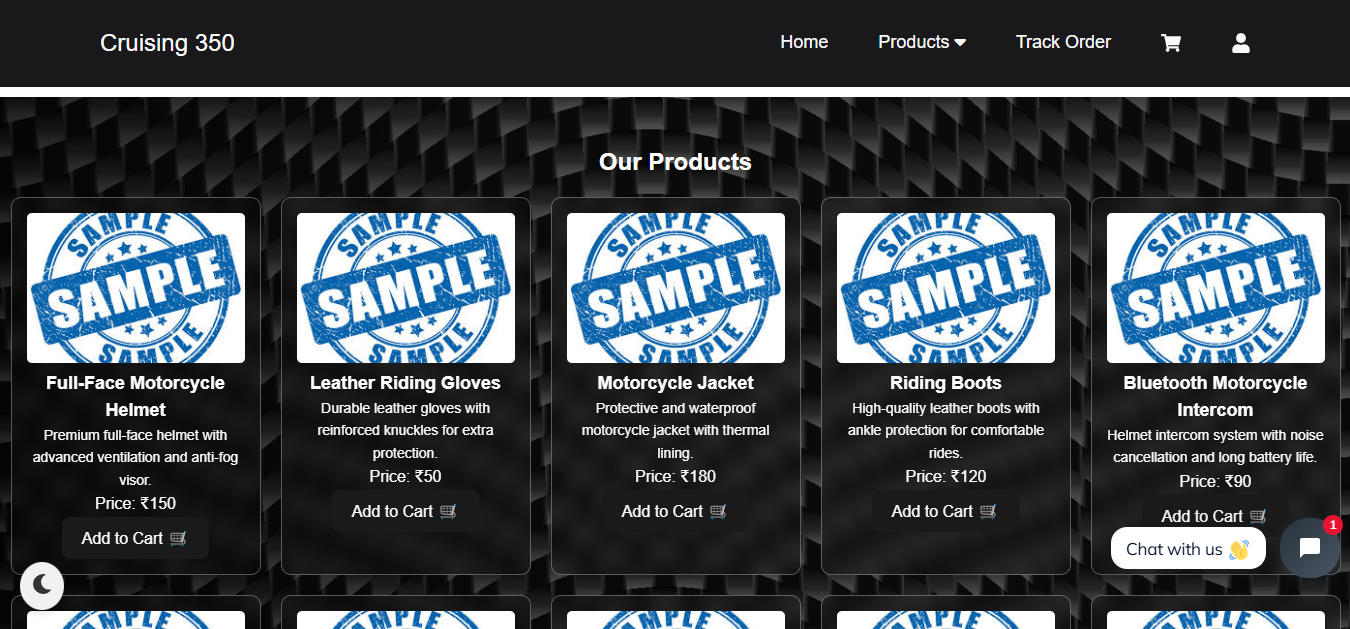 Cruising 350
Home Products Track Order
Our Products
SAMPLE
SAMPLE
SAMPLE
Full-Face Motorcycle
Helmet
Premium full-face helmet with
advanced ventilation and anti-fog
visor.
Price: ₹150
Add to Cart
SAMPLE
SAMPLE
SAMPLE
Leather Riding Gloves
Durable leather gloves with
reinforced knuckles for extra
protection.
Price: ₹50
Add to Cart
SAMPLE
SAMPLE
SAMPLE
Motorcycle Jacket
Protective and waterproof
motorcycle jacket with thermal
lining.
Price: ₹180
Add to Cart
SAMPLE
SAMPLE
SAMPLE
Riding Boots
High-quality leather boots with
ankle protection for comfortable
rides.
Price: ₹120
Add to Cart
SAMPLE
SAMPLE
SAMPLE
Bluetooth Motorcycle
Intercom
Helmet intercom system with noise
cancellation and long battery life.
Price: ₹90
Add to Cart
Chat with us 👋
1
SAMPLE
SAMPLE
SAMPLE
SAMPLE
SAMPLE